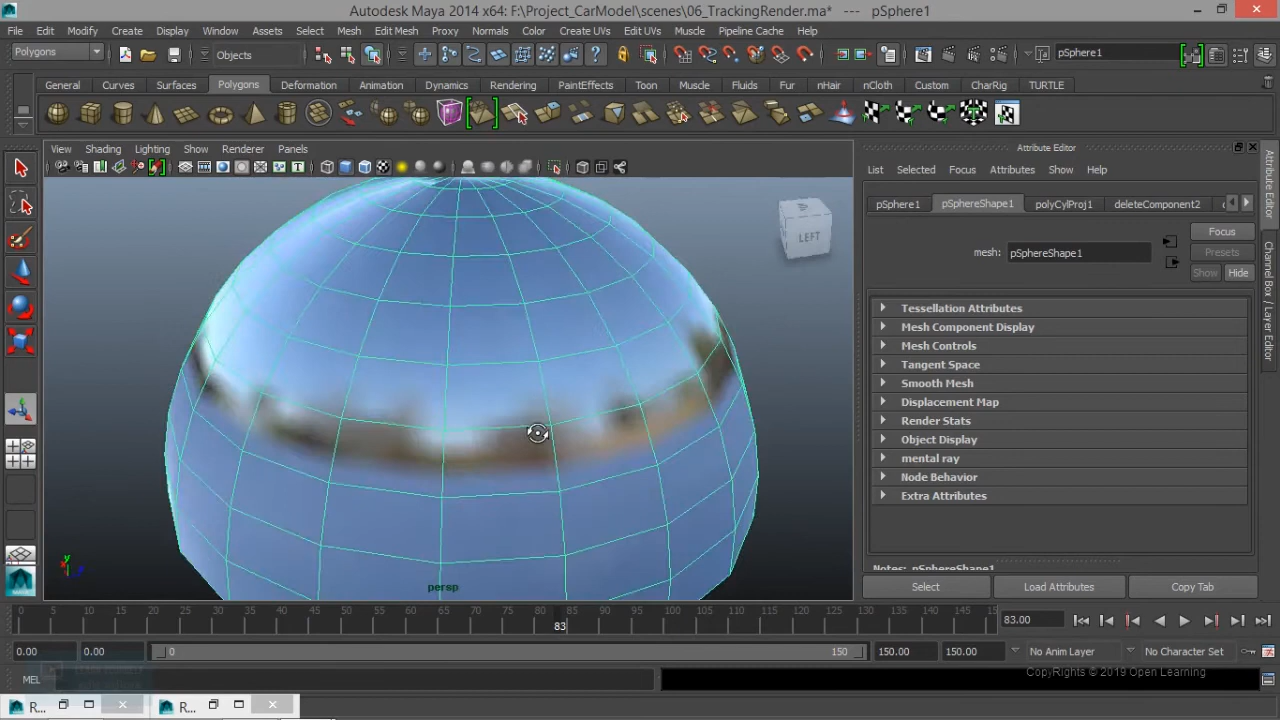 Autodesk Maya 2014 x64: F:\Project_CarModel\scenes\06_TrackingRender.ma* --- pSphere1
File Edit Modify Create Display Window Assets Select Mesh Edit Mesh Proxy Normals Color Create UVs Edit UVs Muscle Pipeline Cache Help
Polygons Objects pSphere1
General Curves Surfaces Polygons Deformation Animation Dynamics Rendering PaintEffects Toon Muscle Fluids Fur nHair nCloth Custom CharRig TURTLE
View Shading Lighting Show Renderer Panels
Attribute Editor
List Selected Focus Attributes Show Help
pSphere1 pSphereShape1 polyCylProj1 deleteComponent2
Focus
mesh: pSphereShape1 Presets
Show Hide
Tessellation Attributes
Mesh Component Display
Mesh Controls
Tangent Space
Smooth Mesh
Displacement Map
Render Stats
Object Display
mental ray
Node Behavior
Extra Attributes
Notes: pSphereShape1
Select Load Attributes Copy Tab
Attribute Editor
Channel Box / Layer Editor
LEFT
y
persp
0 5 10 15 20 25 30 35 40 45 50 55 60 65 70 75 80 85 90 95 100 105 110 115 120 125 130 135 140 145 15
83 83.00
0.00 0.00 0 150 150.00 150.00 No Anim Layer No Character Set
MEL CopyRights © 2019 Open Learning
R... R...